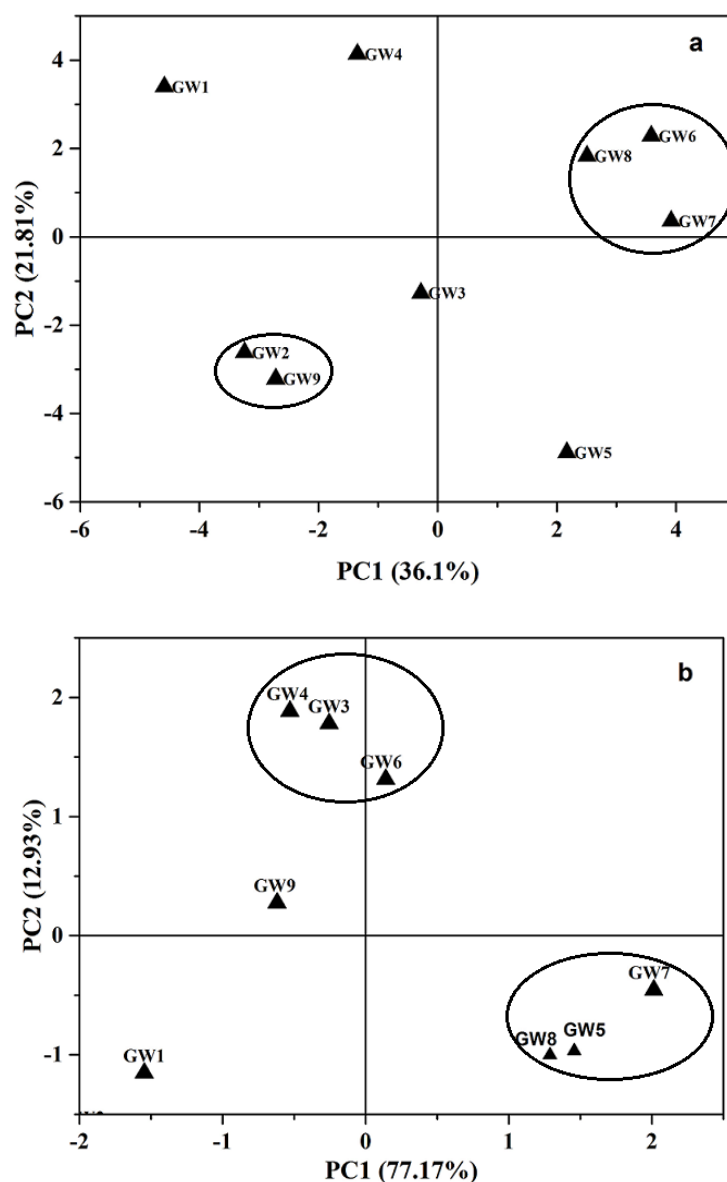 a
4
GW4
GW1
GW6
2
GW8
GW7
PC2 (21.81%)
0
GW3
-2
GW2
GW9
-4
GW5
-6
-6 -4 -2 0 2 4
PC1 (36.1%)
b
2
GW4 GW3
GW6
1
PC2 (12.93%)
GW9
0
GW7
GW8 GW5
-1
GW1
-2 -1 0 1 2
PC1 (77.17%)